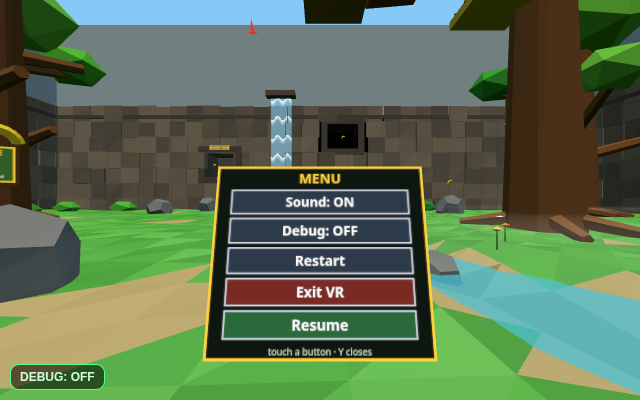 MENU
Sound: ON
Debug: OFF
Restart
Exit VR
Resume
touch a button · Y closes
DEBUG: OFF